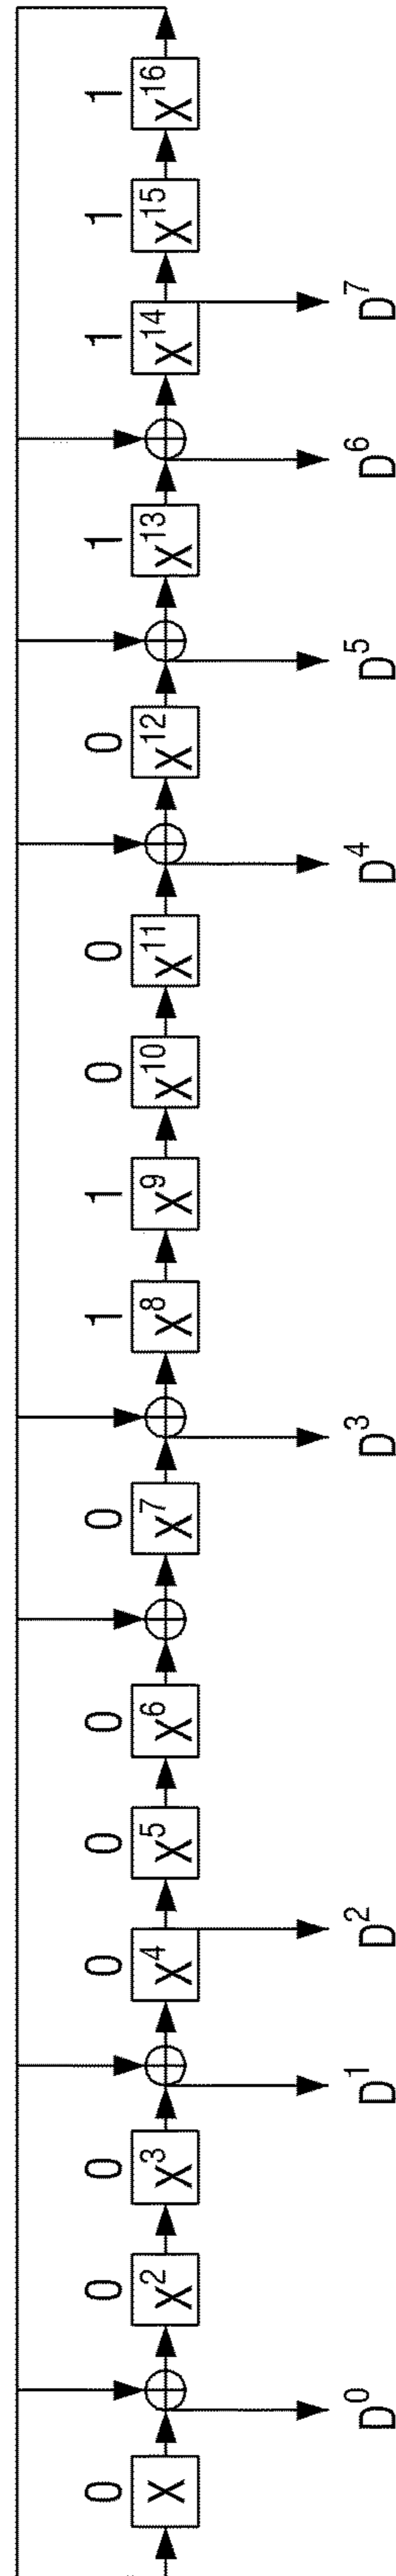 0 0 0 0 0 0 0 1 1 0 0 0 1 1 1 1
X X² X³ X⁴ X⁵ X⁶ X⁷ X⁸ X⁹ X¹⁰ X¹¹ X¹² X¹³ X¹⁴ X¹⁵ X¹⁶
D⁰ D¹ D² D³ D⁴ D⁵ D⁶ D⁷